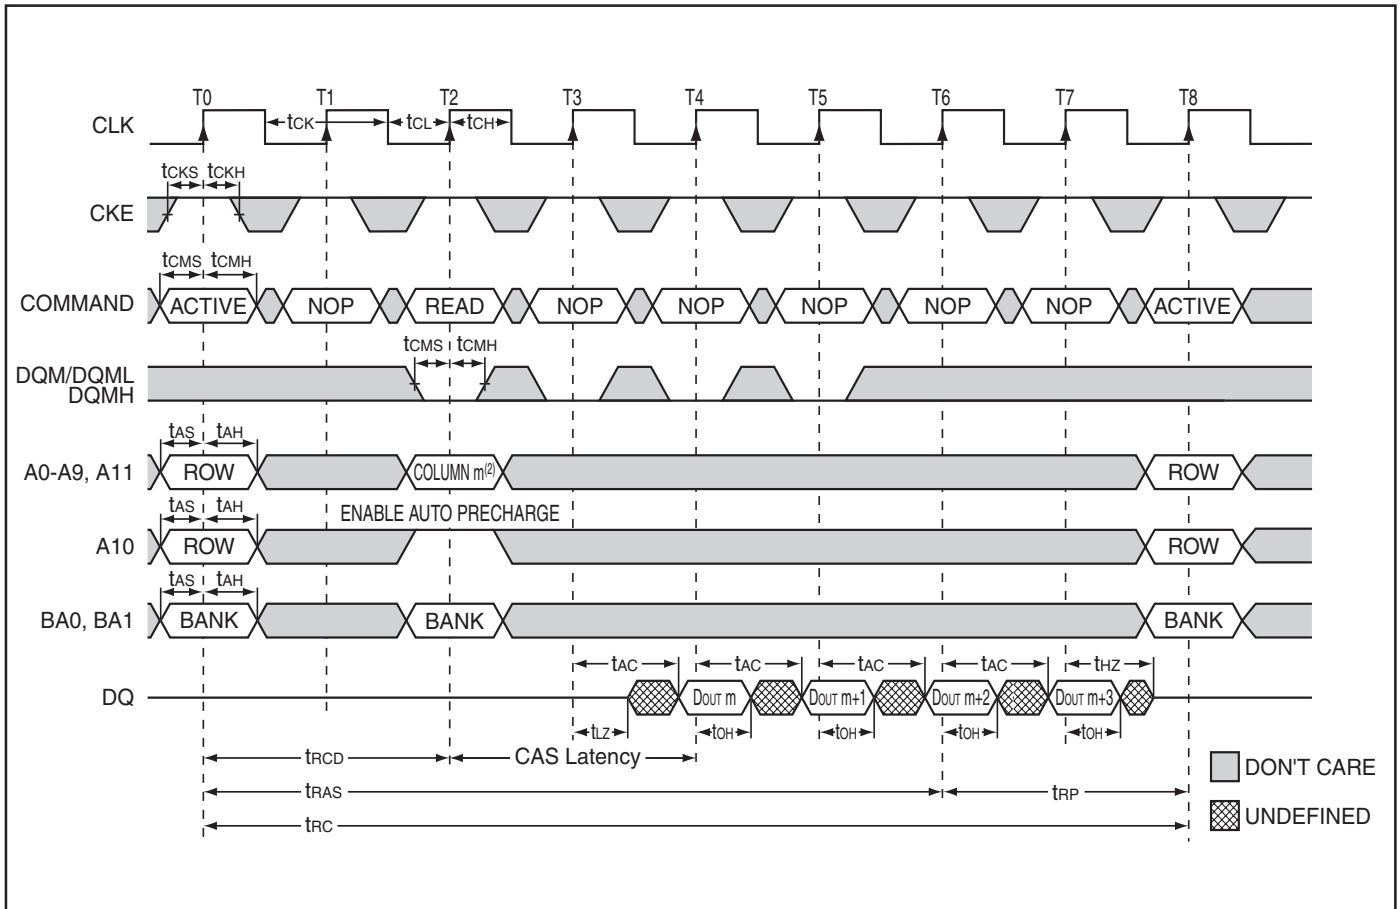 T0 T1 T2 T3 T4 T5 T6 T7 T8
CLK tCK tCL tCH
tCKS tCKH
CKE
tCMS tCMH
COMMAND ACTIVE NOP READ NOP NOP NOP NOP NOP ACTIVE
tCMS tCMH
DQM/DQML
DQMH
tAS tAH
A0-A9, A11 ROW COLUMN m(2) ROW
tAS tAH ENABLE AUTO PRECHARGE
A10 ROW ROW
tAS tAH
BA0, BA1 BANK BANK BANK
tAC tAC tAC tAC tHZ
DQ DOUT m DOUT m+1 DOUT m+2 DOUT m+3
tLZ tOH tOH tOH tOH
tRCD CAS Latency
DON'T CARE
tRAS tRP
UNDEFINED
tRC